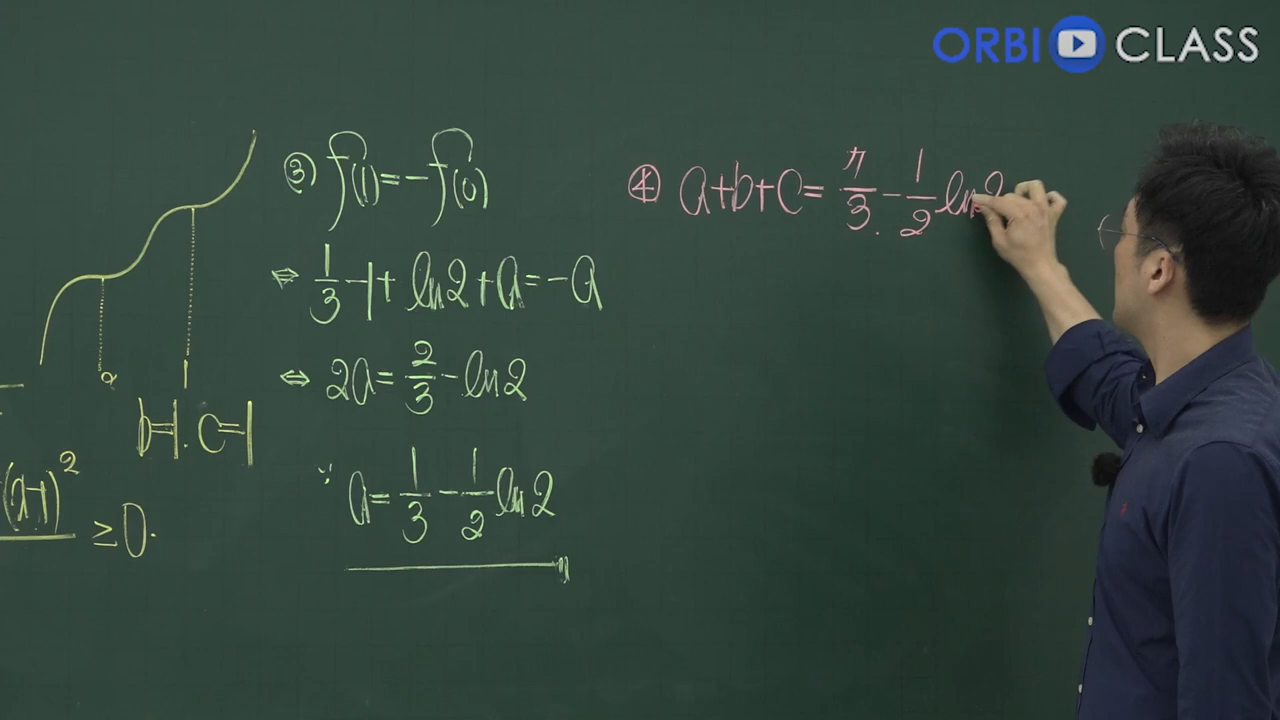 ORBI CLASS
③ f(1)=-f(0)
⇔ 1/3 -1+ ln2+a=-a
⇔ 2a= 2/3 -ln2
∵ a= 1/3 - 1/2 ln2
④ a+b+c= 7/3 - 1/2 ln2
0
1
b=1. c=1
(x-1)²
≥0.